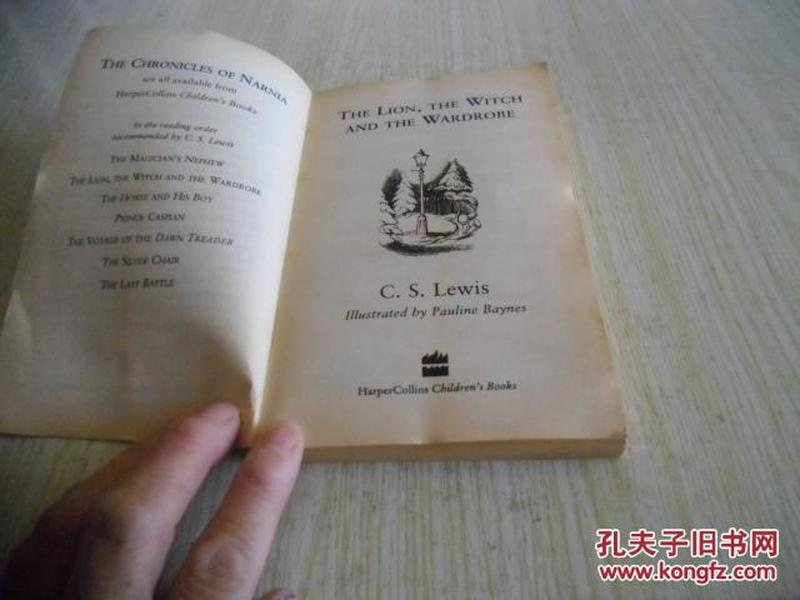 THE CHRONICLES OF NARNIA
are all available from
HarperCollins Children's Books
In the reading order
recommended by C. S. Lewis
THE MAGICIAN'S NEPHEW
THE LION, THE WITCH AND THE WARDROBE
THE HORSE AND HIS BOY
PRINCE CASPIAN
THE VOYAGE OF THE DAWN TREADER
THE SILVER CHAIR
THE LAST BATTLE
THE LION, THE WITCH
AND THE WARDROBE
C. S. Lewis
Illustrated by Pauline Baynes
HarperCollins Children's Books
孔夫子旧书网
www.kongfz.com